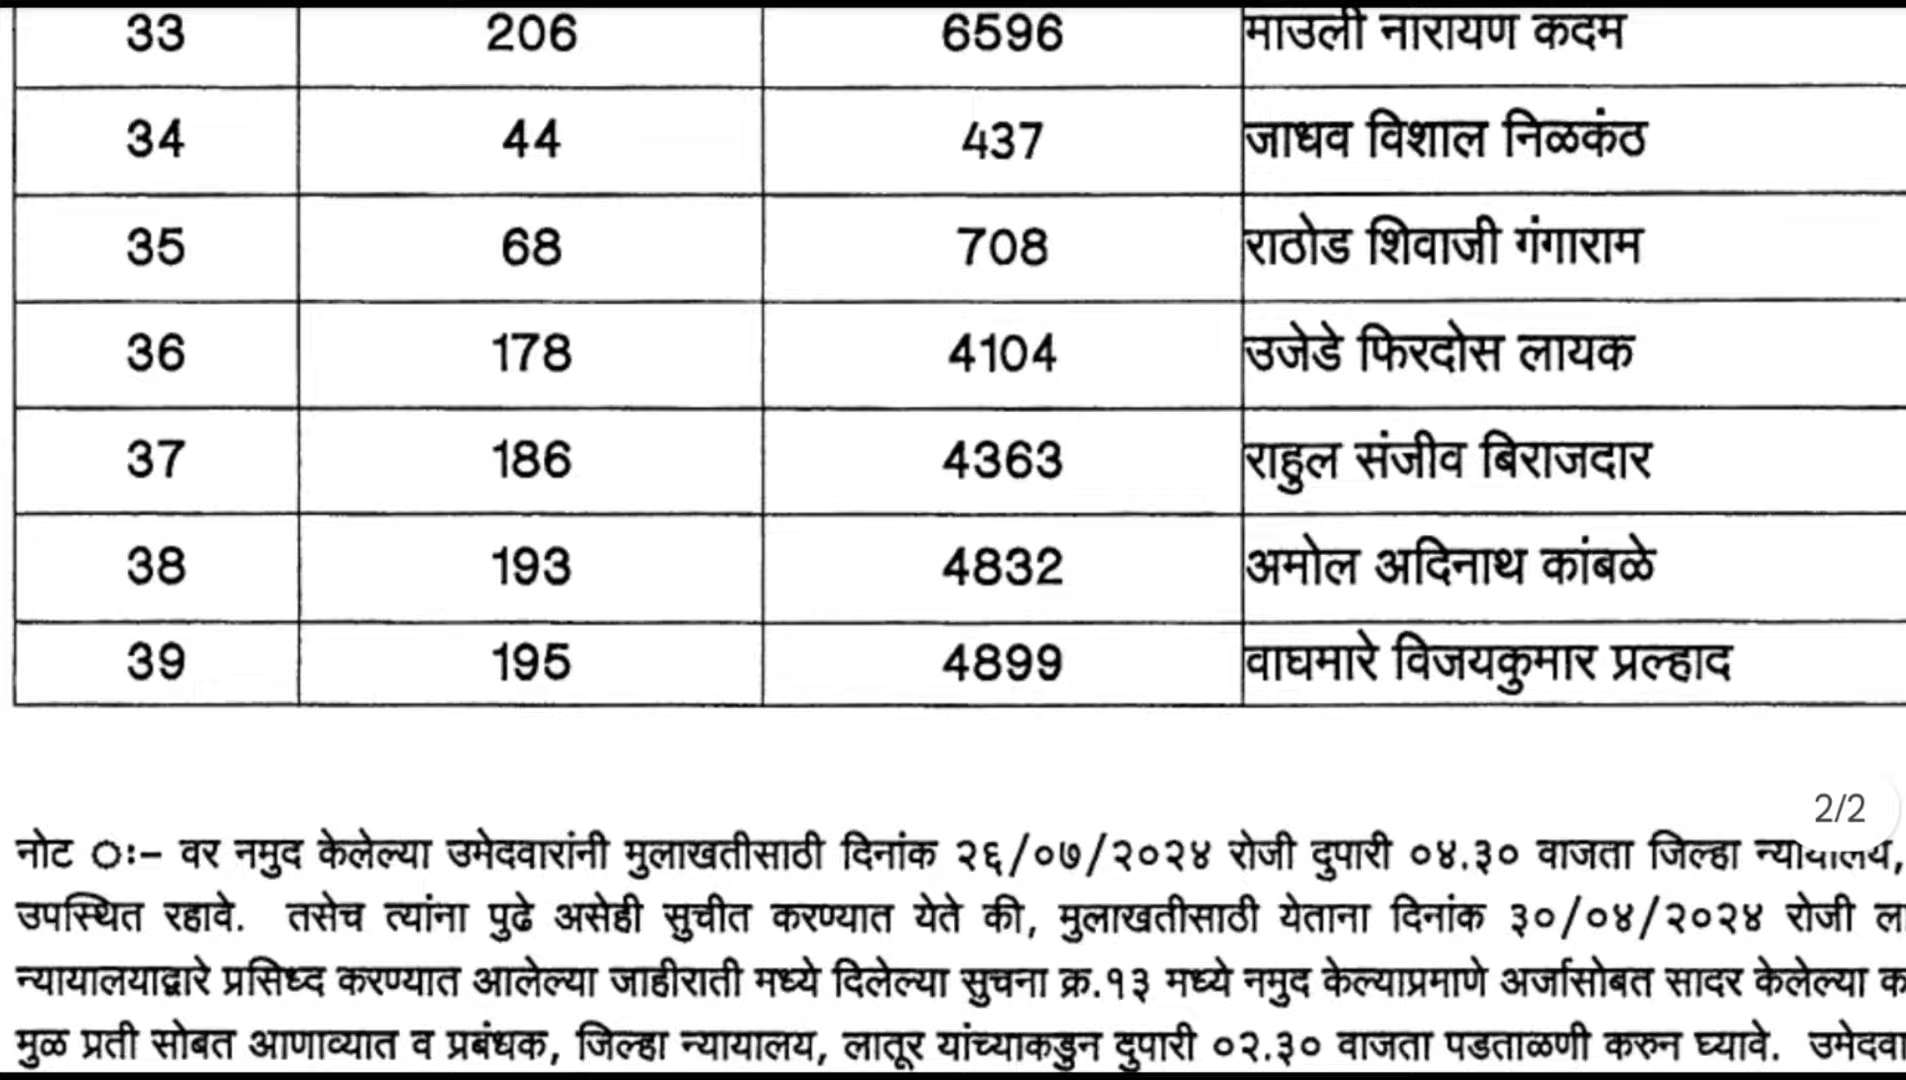 33 206 6596 माउली नारायण कदम
34 44 437 जाधव विशाल निळकंठ
35 68 708 राठोड शिवाजी गंगाराम
36 178 4104 उजेडे फिरदोस लायक
37 186 4363 राहुल संजीव बिराजदार
38 193 4832 अमोल अदिनाथ कांबळे
39 195 4899 वाघमारे विजयकुमार प्रल्हाद
2/2
नोट ः– वर नमुद केलेल्या उमेदवारांनी मुलाखतीसाठी दिनांक २६/०७/२०२४ रोजी दुपारी ०४.३० वाजता जिल्हा न्यायालय,
उपस्थित रहावे. तसेच त्यांना पुढे असेही सुचीत करण्यात येते की, मुलाखतीसाठी येताना दिनांक ३०/०४/२०२४ रोजी ला
न्यायालयाद्वारे प्रसिध्द करण्यात आलेल्या जाहीराती मध्ये दिलेल्या सुचना क्र.१३ मध्ये नमुद केल्याप्रमाणे अर्जासोबत सादर केलेल्या क
मुळ प्रती सोबत आणाव्यात व प्रबंधक, जिल्हा न्यायालय, लातूर यांच्याकडुन दुपारी ०२.३० वाजता पडताळणी करुन घ्यावे. उमेदवा